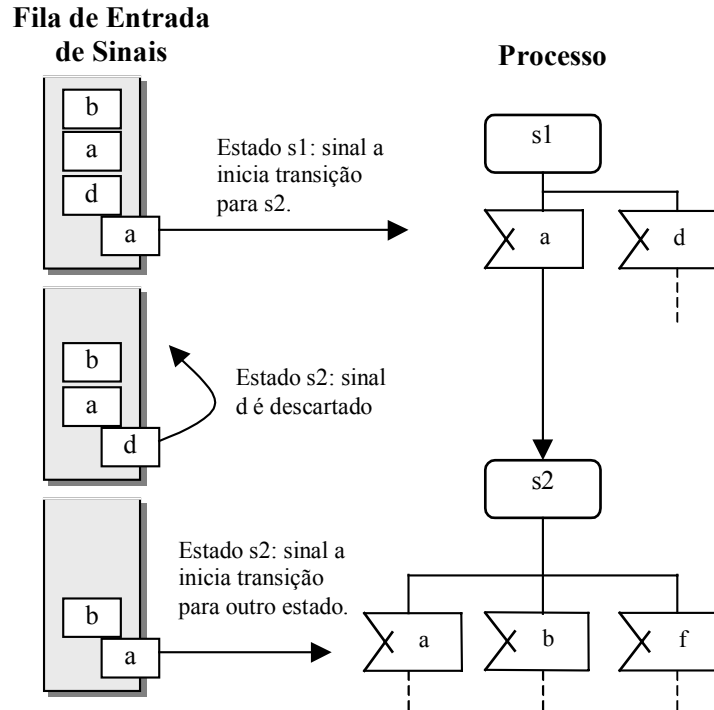 Fila de Entrada
de Sinais
Processo
b
a
d
a
Estado s1: sinal a
inicia transição
para s2.
s1
a
d
b
a
d
Estado s2: sinal
d é descartado
s2
b
a
Estado s2: sinal a
inicia transição
para outro estado.
a
b
f